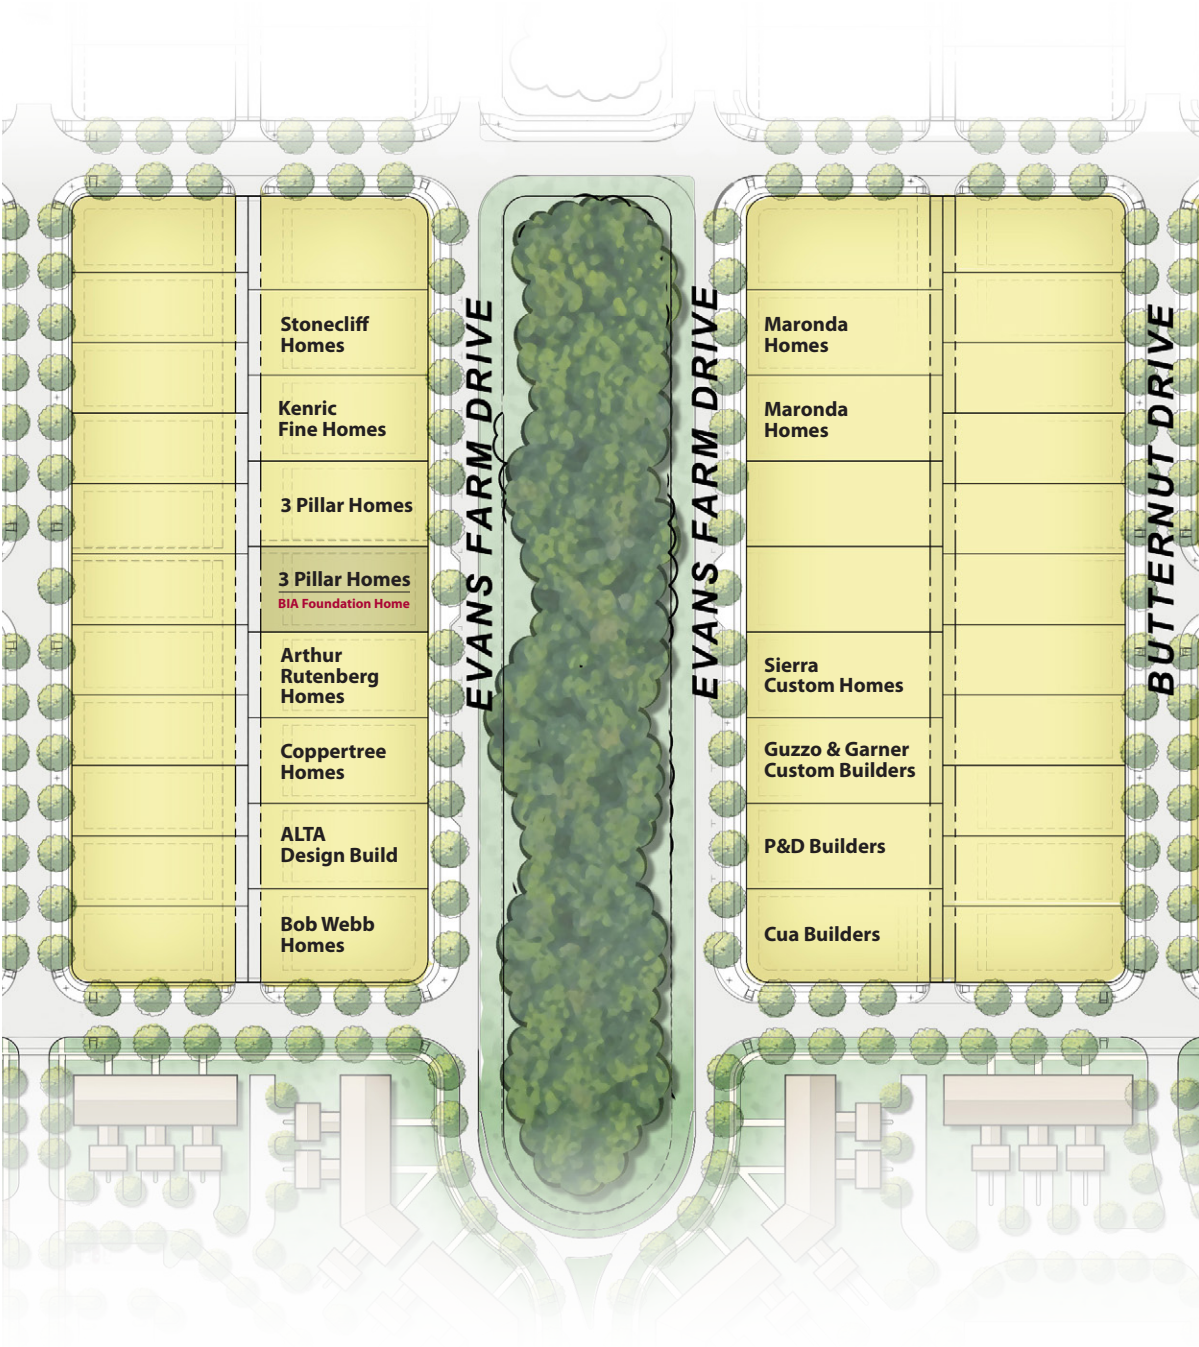 Stonecliff
Homes
Kenric
Fine Homes
3 Pillar Homes
3 Pillar Homes
BIA Foundation Home
Arthur
Rutenberg
Homes
Coppertree
Homes
ALTA
Design Build
Bob Webb
Homes
EVANS FARM DRIVE
EVANS FARM DRIVE
Maronda
Homes
Maronda
Homes
Sierra
Custom Homes
Guzzo & Garner
Custom Builders
P&D Builders
Cua Builders
BUTTERNUT DRIVE